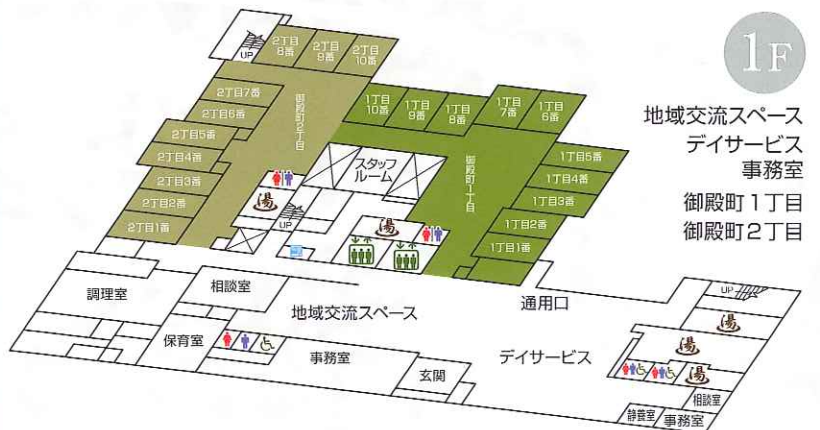 1F
地域交流スペース
デイサービス
事務室
御殿町1丁目
御殿町2丁目
UP
2丁目8番
2丁目9番
2丁目10番
2丁目7番
2丁目6番
2丁目5番
2丁目4番
2丁目3番
2丁目2番
2丁目1番
御殿町2丁目
1丁目10番
1丁目9番
1丁目8番
1丁目7番
1丁目6番
1丁目5番
1丁目4番
1丁目3番
1丁目2番
1丁目1番
御殿町1丁目
スタッフルーム
湯
UP
湯
調理室
相談室
地域交流スペース
通用口
UP
湯
保育室
事務室
玄関
デイサービス
湯
湯
相談室
静養室
事務室